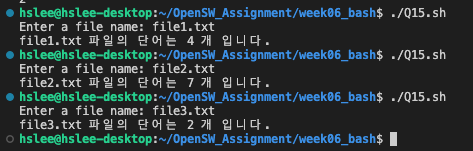 hslee@hslee-desktop:~/OpenSW_Assignment/week06_bash$ ./Q15.sh
Enter a file name: file1.txt
file1.txt 파일의 단어는 4 개 입니다.
hslee@hslee-desktop:~/OpenSW_Assignment/week06_bash$ ./Q15.sh
Enter a file name: file2.txt
file2.txt 파일의 단어는 7 개 입니다.
hslee@hslee-desktop:~/OpenSW_Assignment/week06_bash$ ./Q15.sh
Enter a file name: file3.txt
file3.txt 파일의 단어는 2 개 입니다.
hslee@hslee-desktop:~/OpenSW_Assignment/week06_bash$